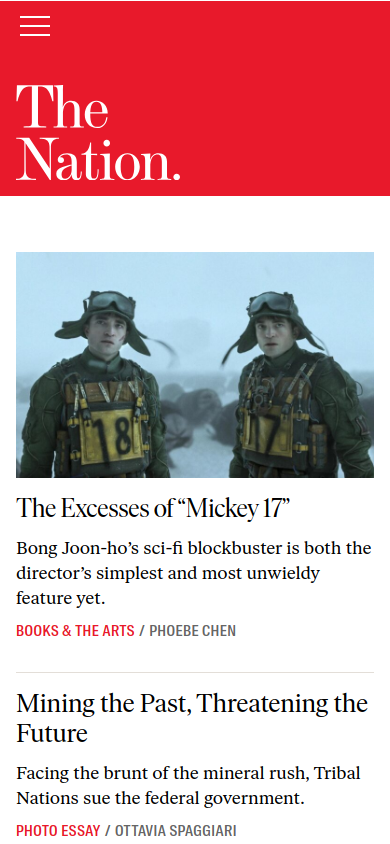 The
Nation.
18
17
The Excesses of “Mickey 17”
Bong Joon-ho’s sci-fi blockbuster is both the
director’s simplest and most unwieldy
feature yet.
BOOKS & THE ARTS / PHOEBE CHEN
Mining the Past, Threatening the
Future
Facing the brunt of the mineral rush, Tribal
Nations sue the federal government.
PHOTO ESSAY / OTTAVIA SPAGGIARI